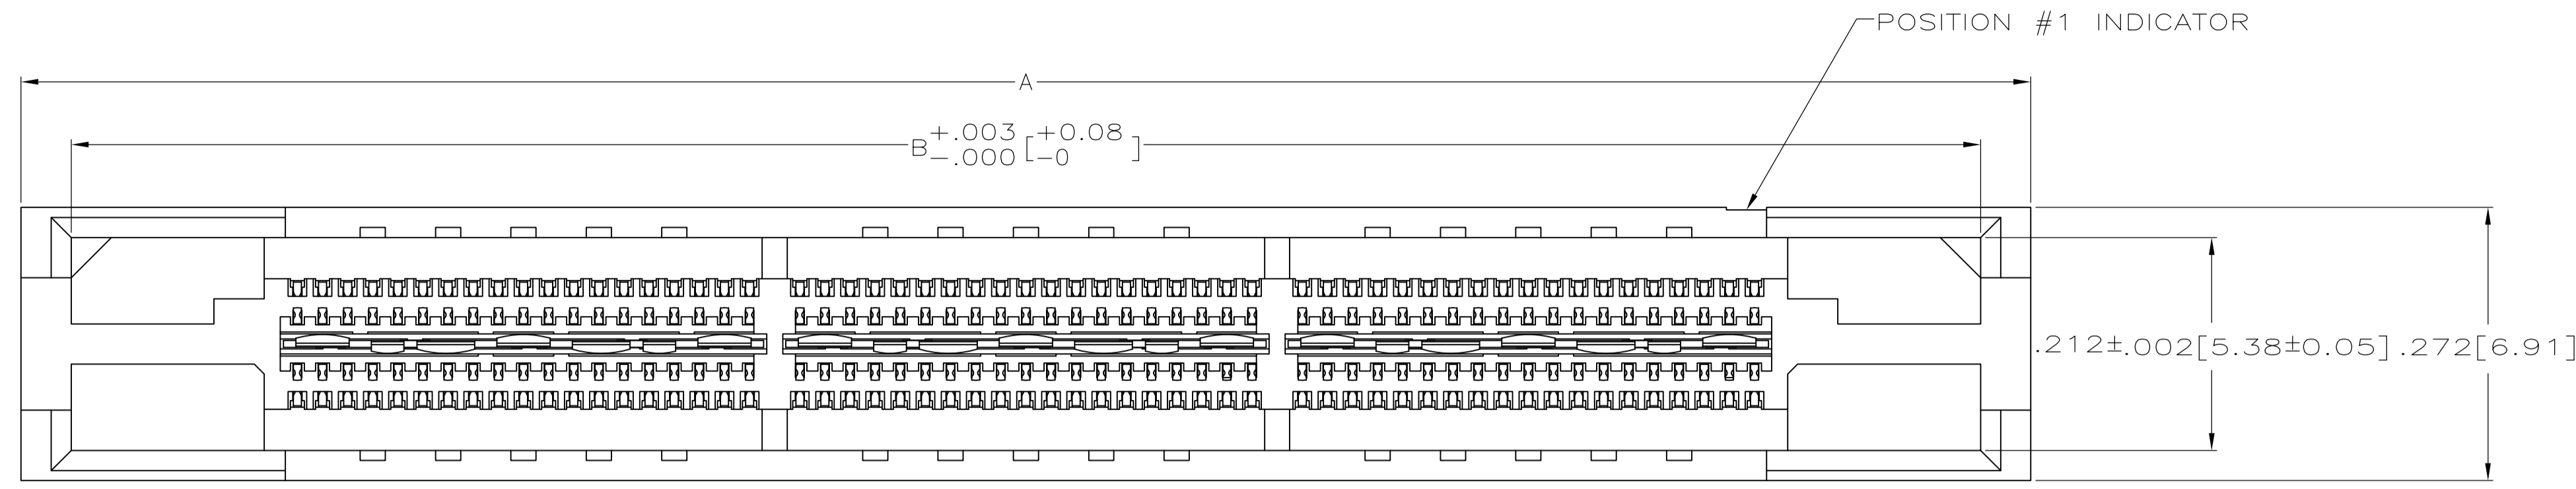 POSITION #1 INDICATOR
A
B +.003 [+0.08
-.000 [-0 ]
.212±.002[5.38±0.05] .272[6.91]